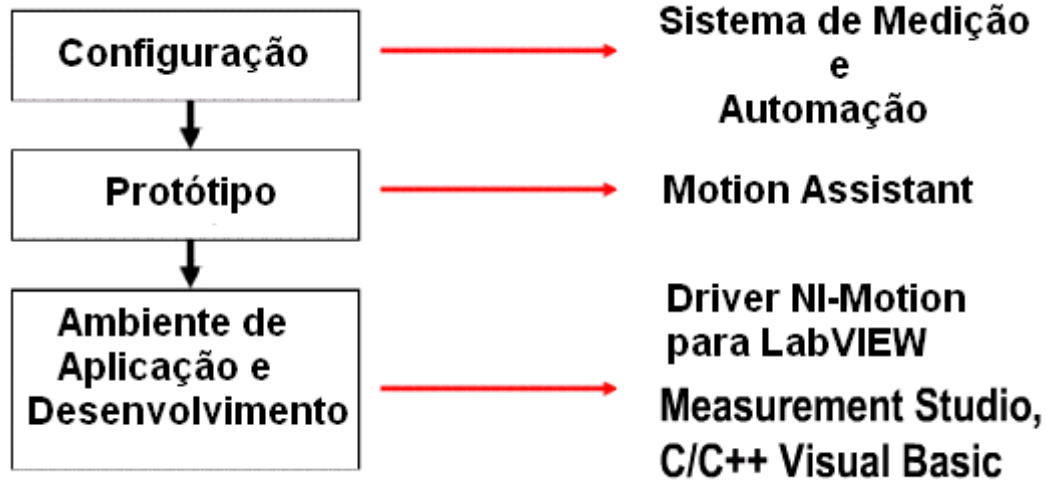 Configuração
Sistema de Medição
e
Automação
Protótipo
Motion Assistant
Ambiente de
Aplicação e
Desenvolvimento
Driver NI-Motion
para LabVIEW
Measurement Studio,
C/C++ Visual Basic